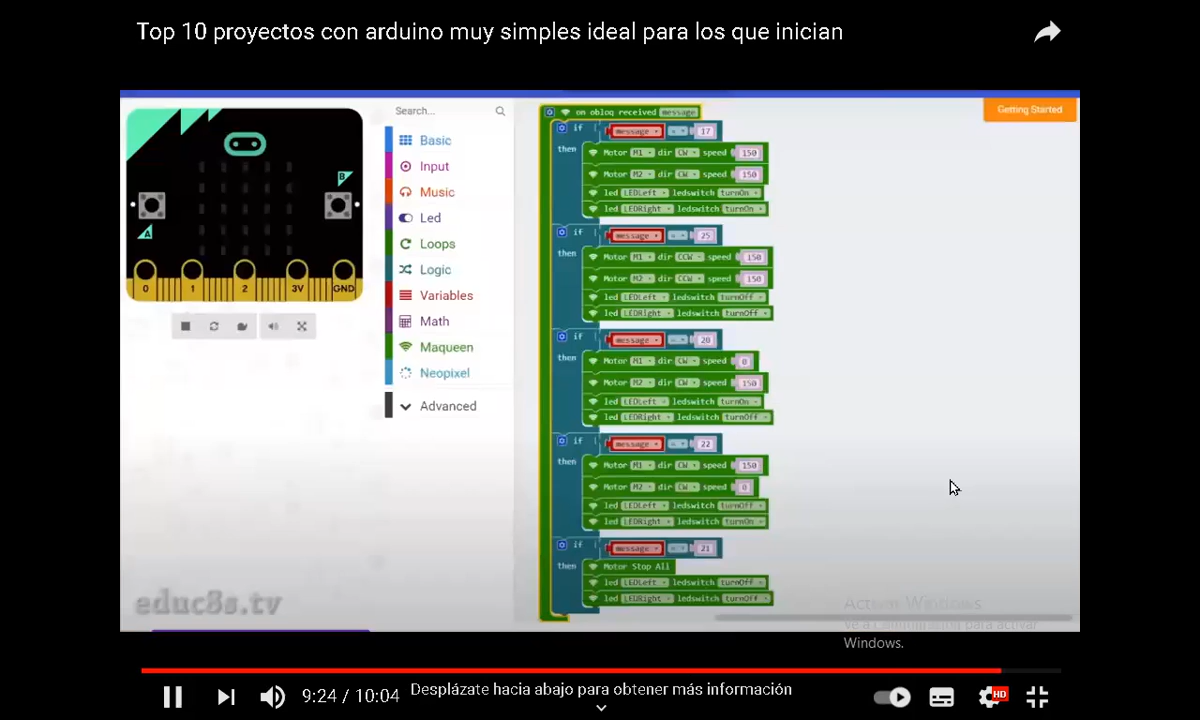 Top 10 proyectos con arduino muy simples ideal para los que inician
Search...
Getting Started
Basic
Input
Music
Led
Loops
Logic
Variables
Math
Maqueen
Neopixel
Advanced
A
B
0 1 2 3V GND
on obloq received message
if message = 17
then Motor M1 dir CW speed 150
Motor M2 dir CW speed 150
led LEDLeft ledswitch turnOn
led LEDRight ledswitch turnOn
if message = 25
then Motor M1 dir CCW speed 150
Motor M2 dir CCW speed 150
led LEDLeft ledswitch turnOff
led LEDRight ledswitch turnOff
if message = 20
then Motor M1 dir CW speed 0
Motor M2 dir CW speed 150
led LEDLeft ledswitch turnOn
led LEDRight ledswitch turnOff
if message = 22
then Motor M1 dir CW speed 150
Motor M2 dir CW speed 0
led LEDLeft ledswitch turnOff
led LEDRight ledswitch turnOn
if message = 21
then Motor Stop All
led LEDLeft ledswitch turnOff
led LEDRight ledswitch turnOff
educ8s.tv
Activar Windows
Ve a Configuración para activar
Windows.
9:24 / 10:04
Desplázate hacia abajo para obtener más información
HD